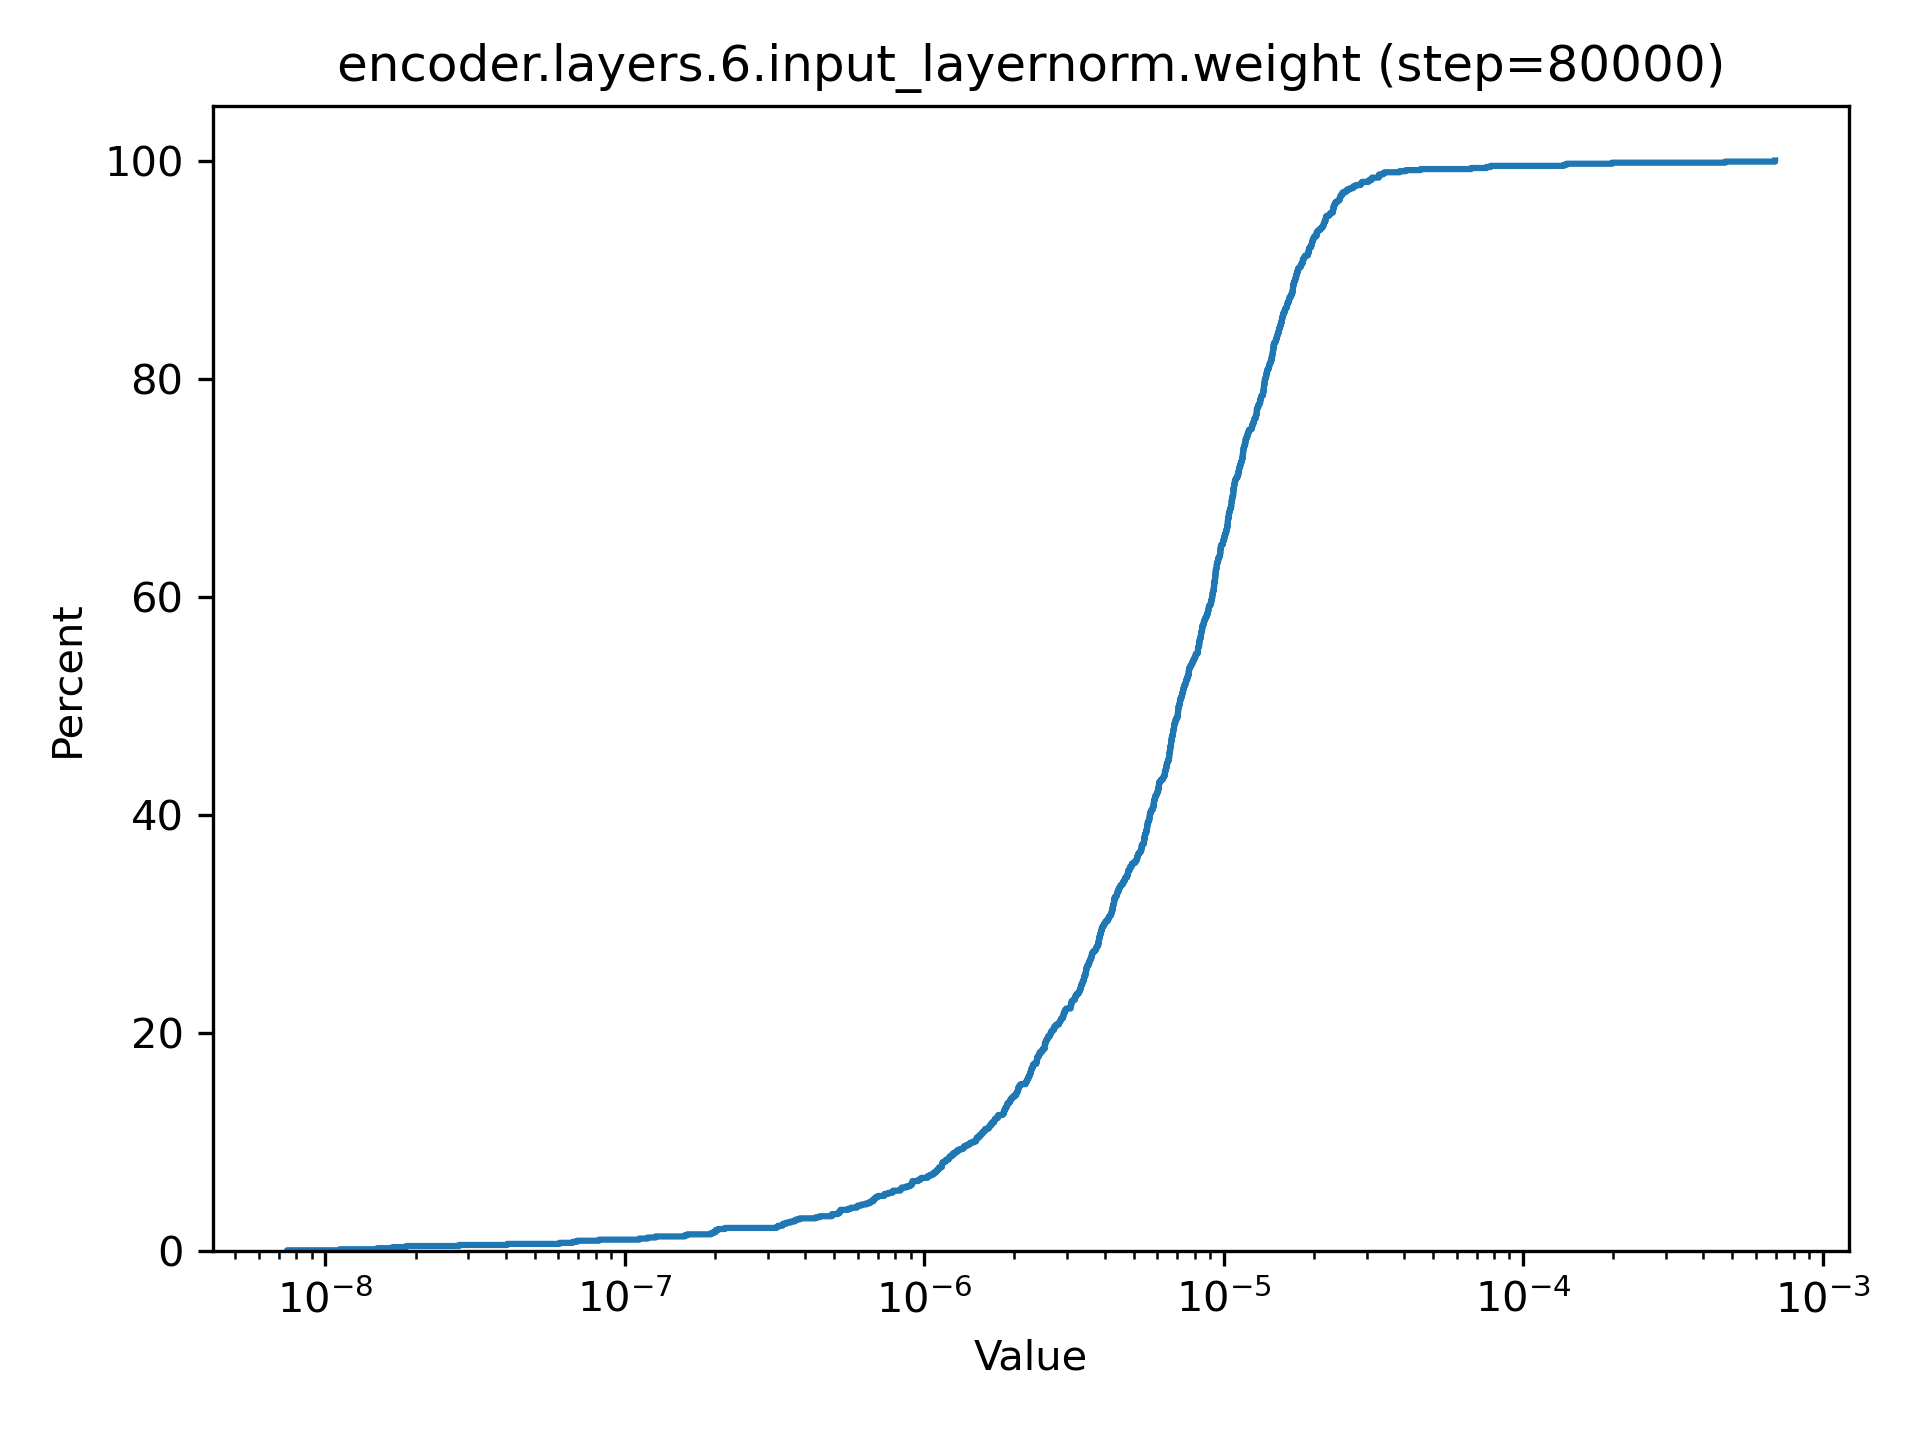 encoder.layers.6.input_layernorm.weight (step=80000)
100
80
60
40
20
0
Percent
10⁻⁸ 10⁻⁷ 10⁻⁶ 10⁻⁵ 10⁻⁴ 10⁻³
Value